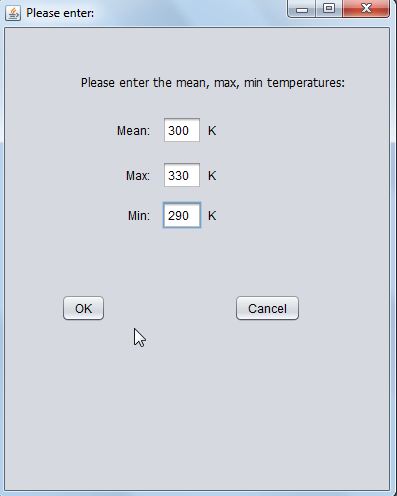 Please enter:
Please enter the mean, max, min temperatures:
Mean: 300 K
Max: 330 K
Min: 290 K
OK Cancel